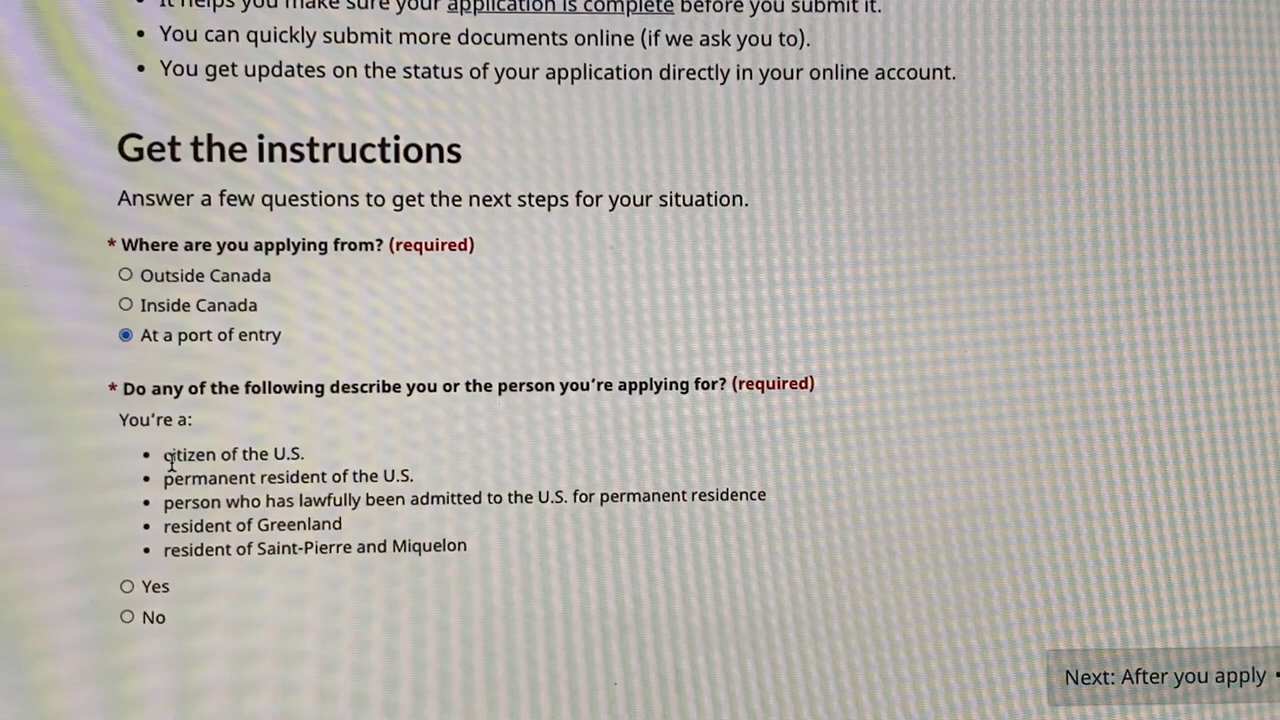 It helps you make sure your application is complete before you submit it.
• You can quickly submit more documents online (if we ask you to).
• You get updates on the status of your application directly in your online account.
Get the instructions
Answer a few questions to get the next steps for your situation.
* Where are you applying from? (required)
Outside Canada
Inside Canada
At a port of entry
* Do any of the following describe you or the person you’re applying for? (required)
You’re a:
• citizen of the U.S.
• permanent resident of the U.S.
• person who has lawfully been admitted to the U.S. for permanent residence
• resident of Greenland
• resident of Saint-Pierre and Miquelon
Yes
No
Next: After you apply